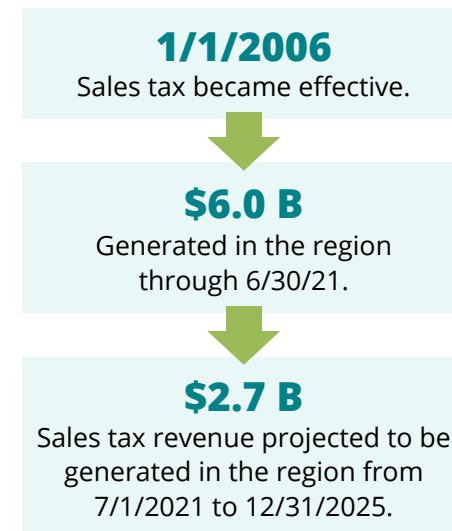 1/1/2006
Sales tax became effective.
$6.0 B
Generated in the region
through 6/30/21.
$2.7 B
Sales tax revenue projected to be
generated in the region from
7/1/2021 to 12/31/2025.